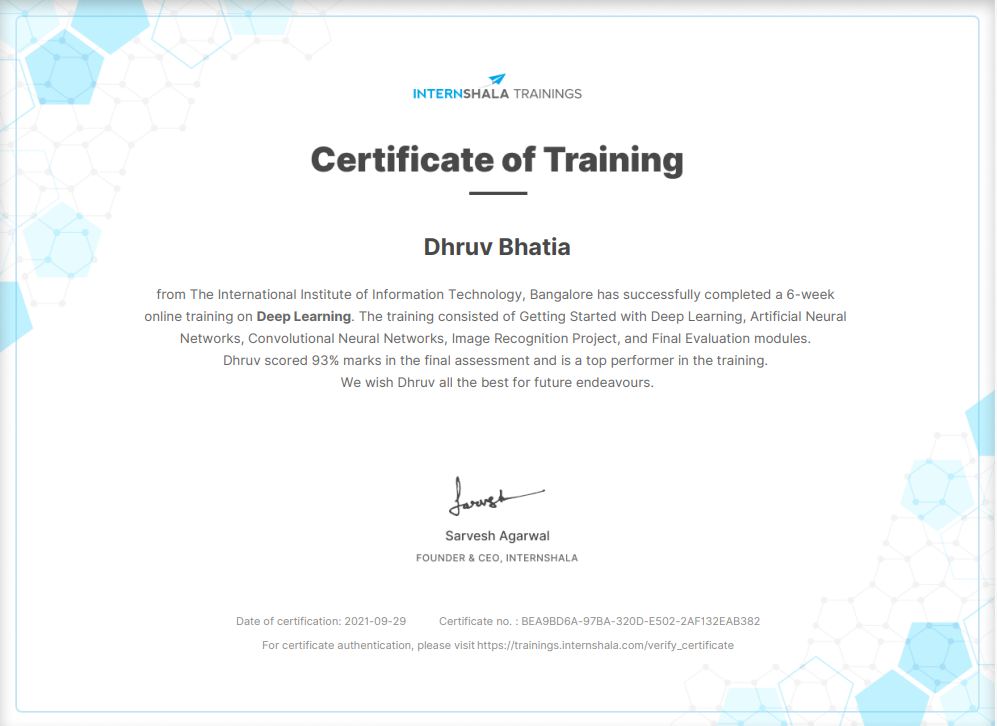 INTERNSHALA TRAININGS
Certificate of Training
Dhruv Bhatia
from The International Institute of Information Technology, Bangalore has successfully completed a 6-week
online training on Deep Learning. The training consisted of Getting Started with Deep Learning, Artificial Neural
Networks, Convolutional Neural Networks, Image Recognition Project, and Final Evaluation modules.
Dhruv scored 93% marks in the final assessment and is a top performer in the training.
We wish Dhruv all the best for future endeavours.
Sarvesh
Sarvesh Agarwal
FOUNDER & CEO, INTERNSHALA
Date of certification: 2021-09-29 Certificate no. : BEA9BD6A-97BA-320D-E502-2AF132EAB382
For certificate authentication, please visit https://trainings.internshala.com/verify_certificate